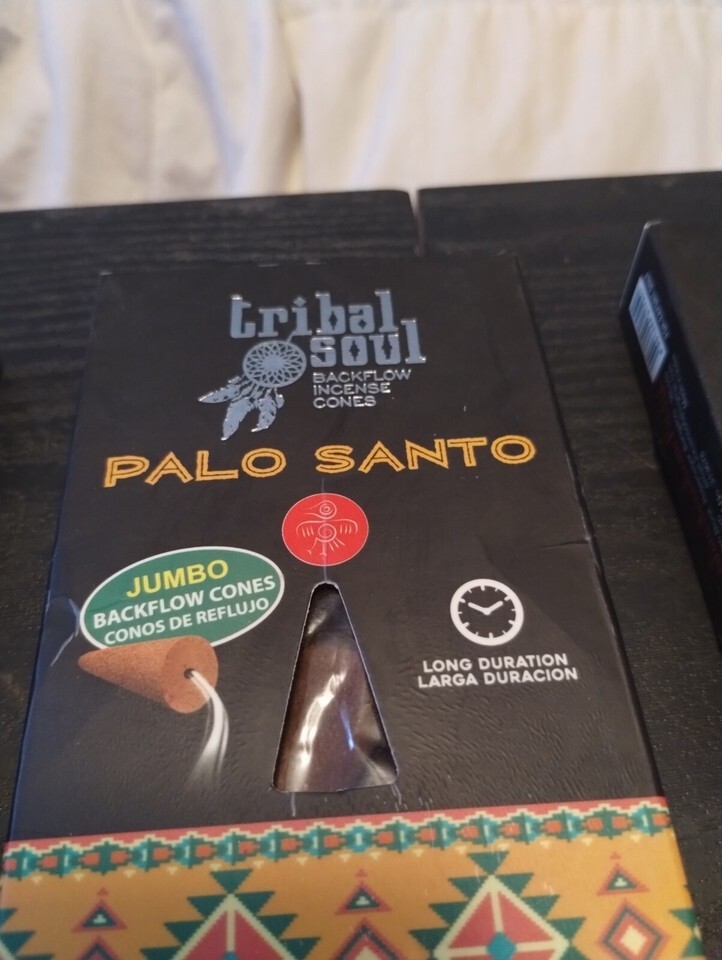 tribal
soul
BACKFLOW
INCENSE
CONES
PALO SANTO
JUMBO
BACKFLOW CONES
CONOS DE REFLUJO
LONG DURATION
LARGA DURACION